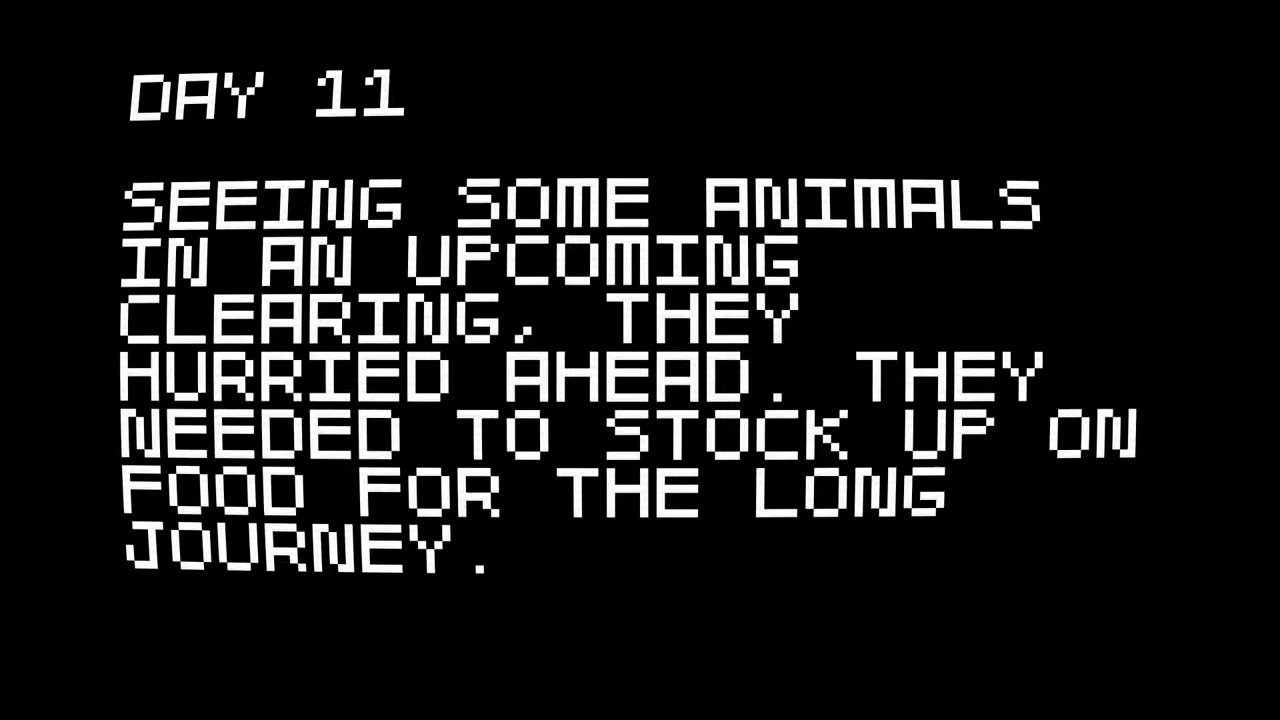 DAY 11
SEEING SOME ANIMALS
IN AN UPCOMING
CLEARING, THEY
HURRIED AHEAD. THEY
NEEDED TO STOCK UP ON
FOOD FOR THE LONG
JOURNEY.